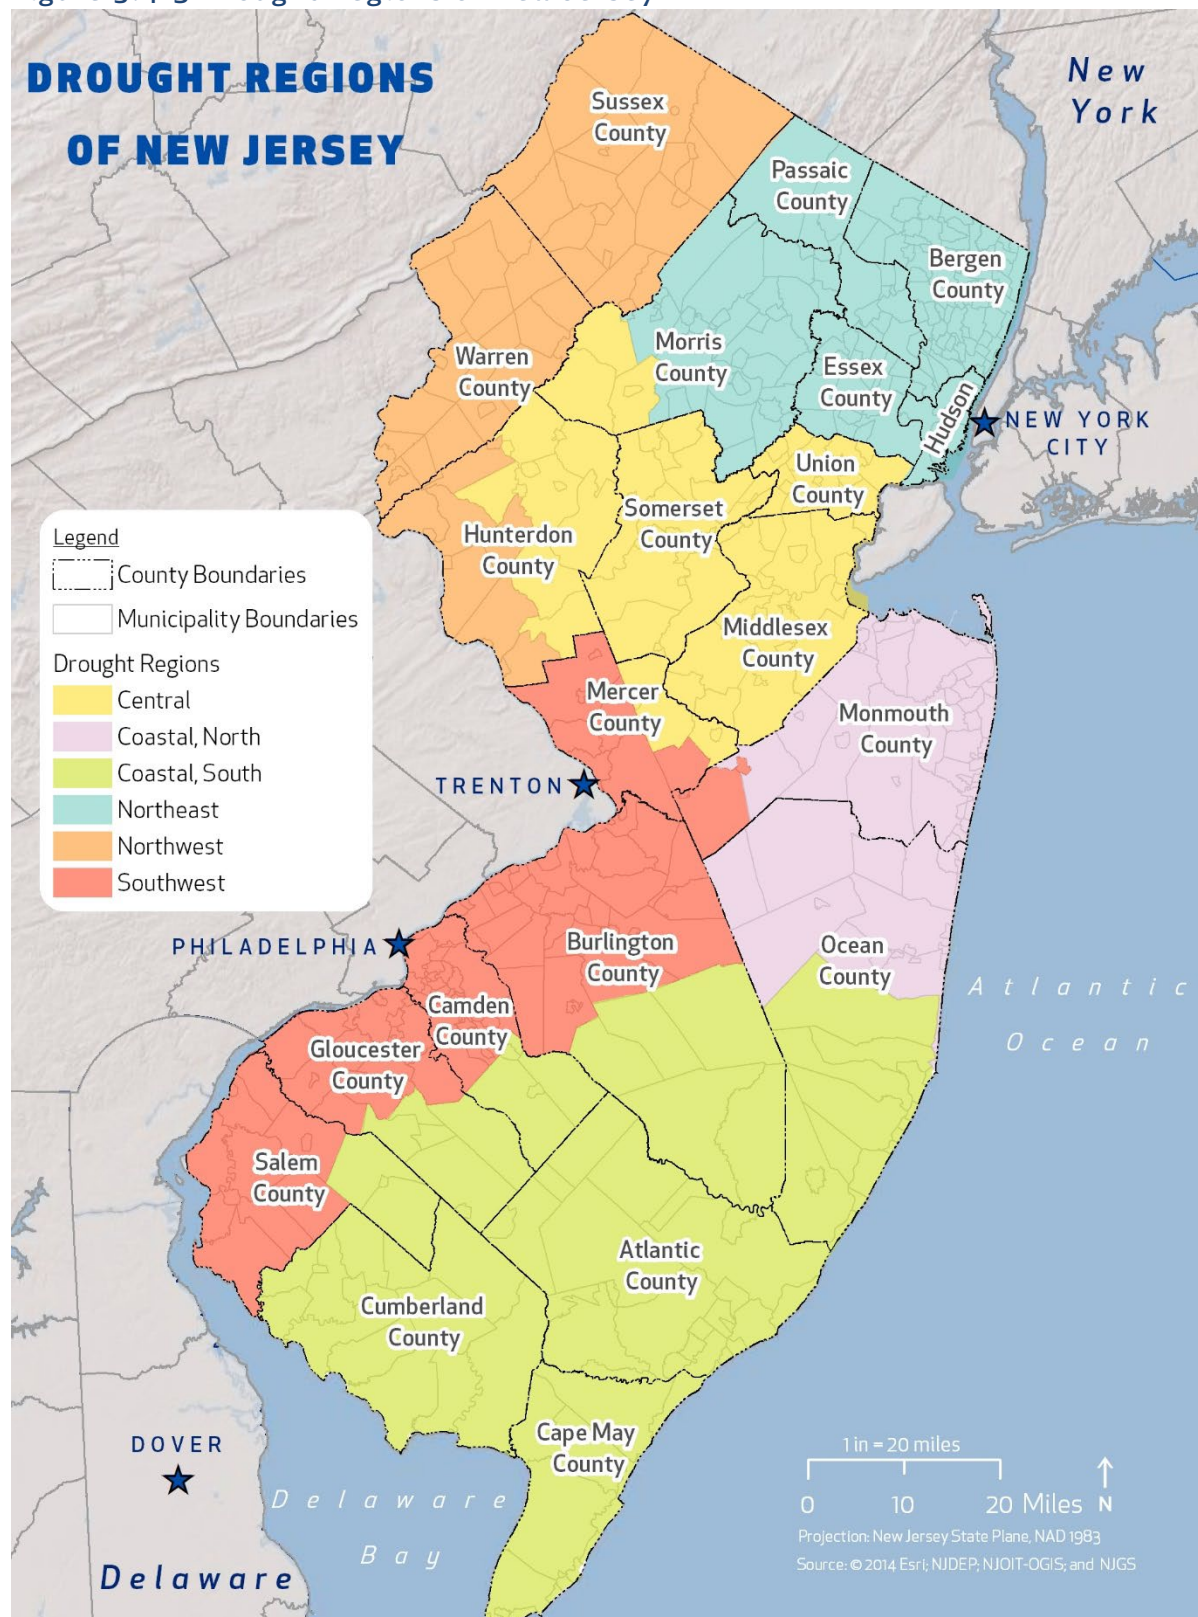 DROUGHT REGIONS
OF NEW JERSEY
New
York
Sussex
County
Passaic
County
Bergen
County
Warren
County
Morris
County
Essex
County
Hudson
NEW YORK
CITY
Union
County
Somerset
County
Hunterdon
County
Middlesex
County
Mercer
County
Monmouth
County
TRENTON
Legend
County Boundaries
Municipality Boundaries
Drought Regions
Central
Coastal, North
Coastal, South
Northeast
Northwest
Southwest
PHILADELPHIA
Burlington
County
Ocean
County
Atlantic
Ocean
Camden
County
Gloucester
County
Salem
County
Atlantic
County
Cumberland
County
Cape May
County
DOVER
Delaware
Bay
Delaware
1 in = 20 miles
0 10 20 Miles N
Projection: New Jersey State Plane, NAD 1983
Source: © 2014 Esri; NJDEP; NJOIT-OGIS; and NJGS